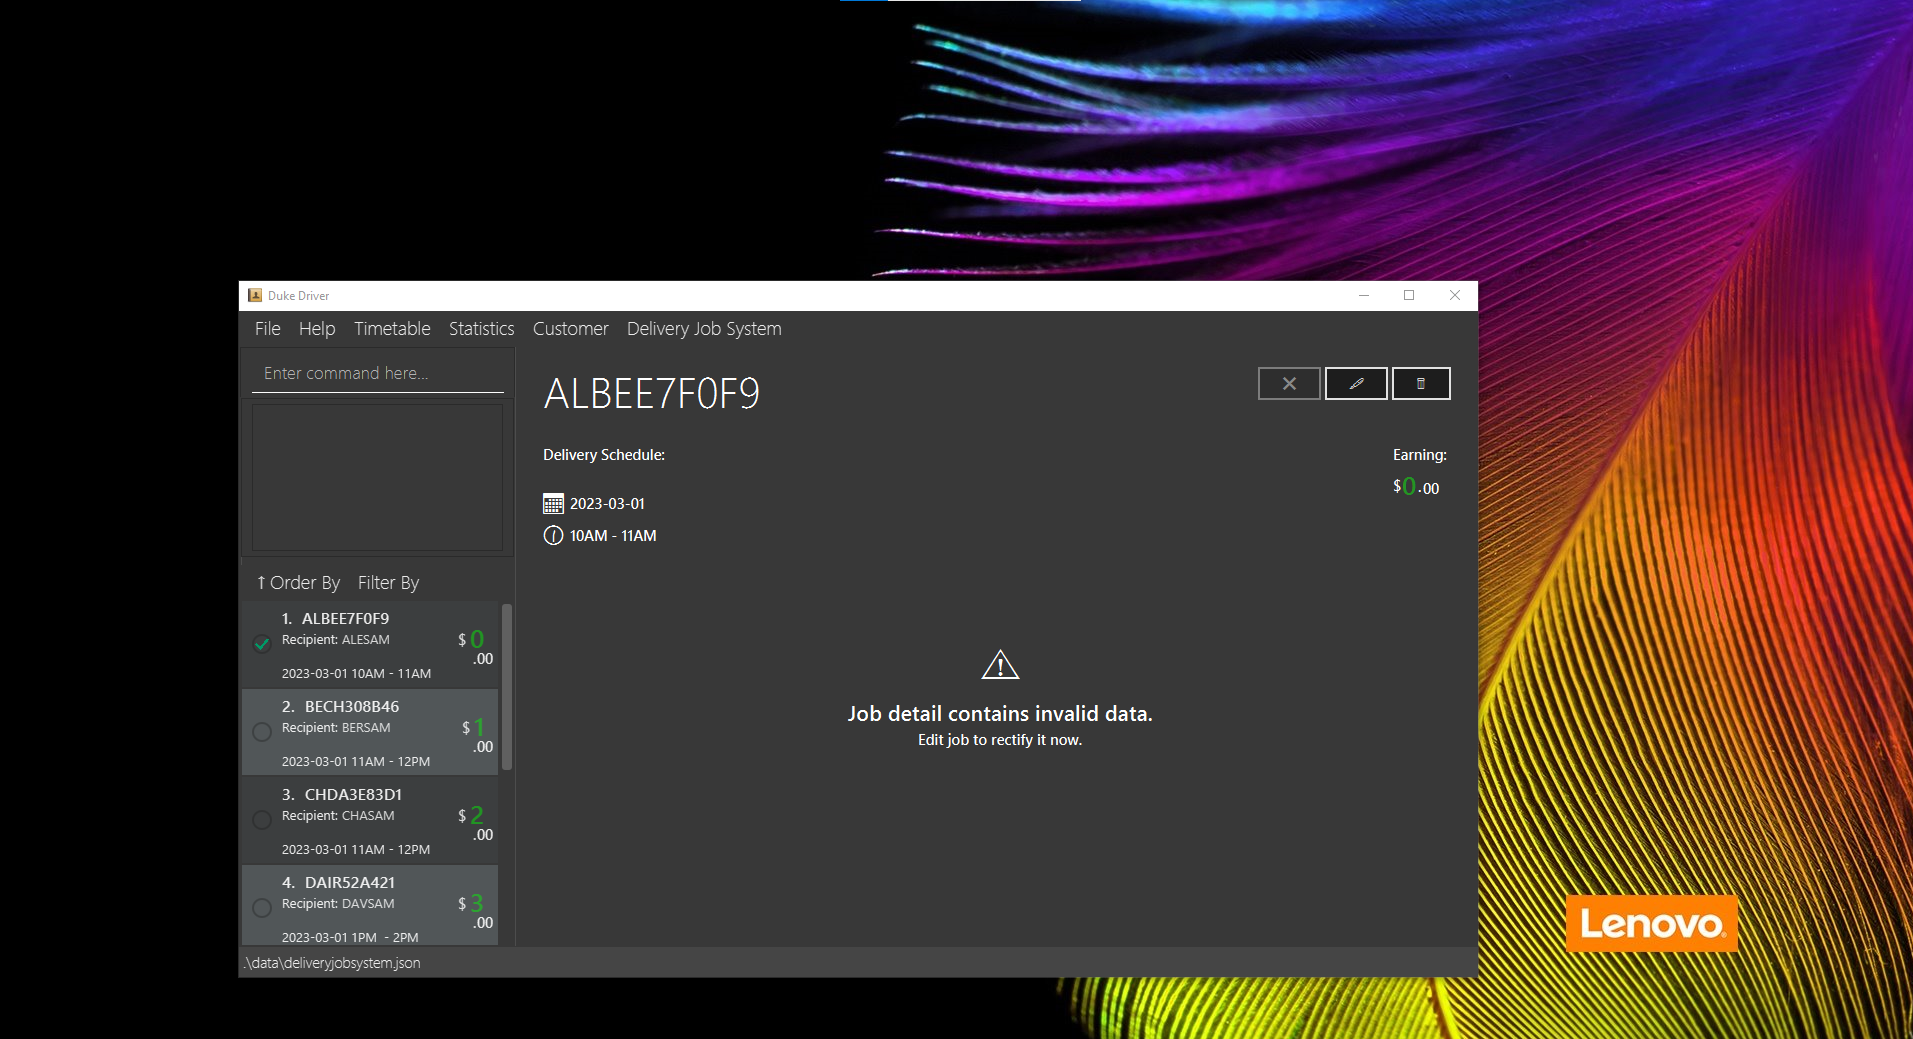 Duke Driver
File Help Timetable Statistics Customer Delivery Job System
Enter command here...
ALBEE7F0F9
Delivery Schedule:
Earning:
$0.00
2023-03-01
10AM - 11AM
↑ Order By Filter By
1. ALBEE7F0F9
Recipient: ALESAM
$ 0
.00
2023-03-01 10AM - 11AM
2. BECH308B46
Recipient: BERSAM
$ 1
.00
2023-03-01 11AM - 12PM
3. CHDA3E83D1
Recipient: CHASAM
$ 2
.00
2023-03-01 11AM - 12PM
4. DAIR52A421
Recipient: DAVSAM
$ 3
.00
2023-03-01 1PM - 2PM
Job detail contains invalid data.
Edit job to rectify it now.
.\data\deliveryjobsystem.json
Lenovo